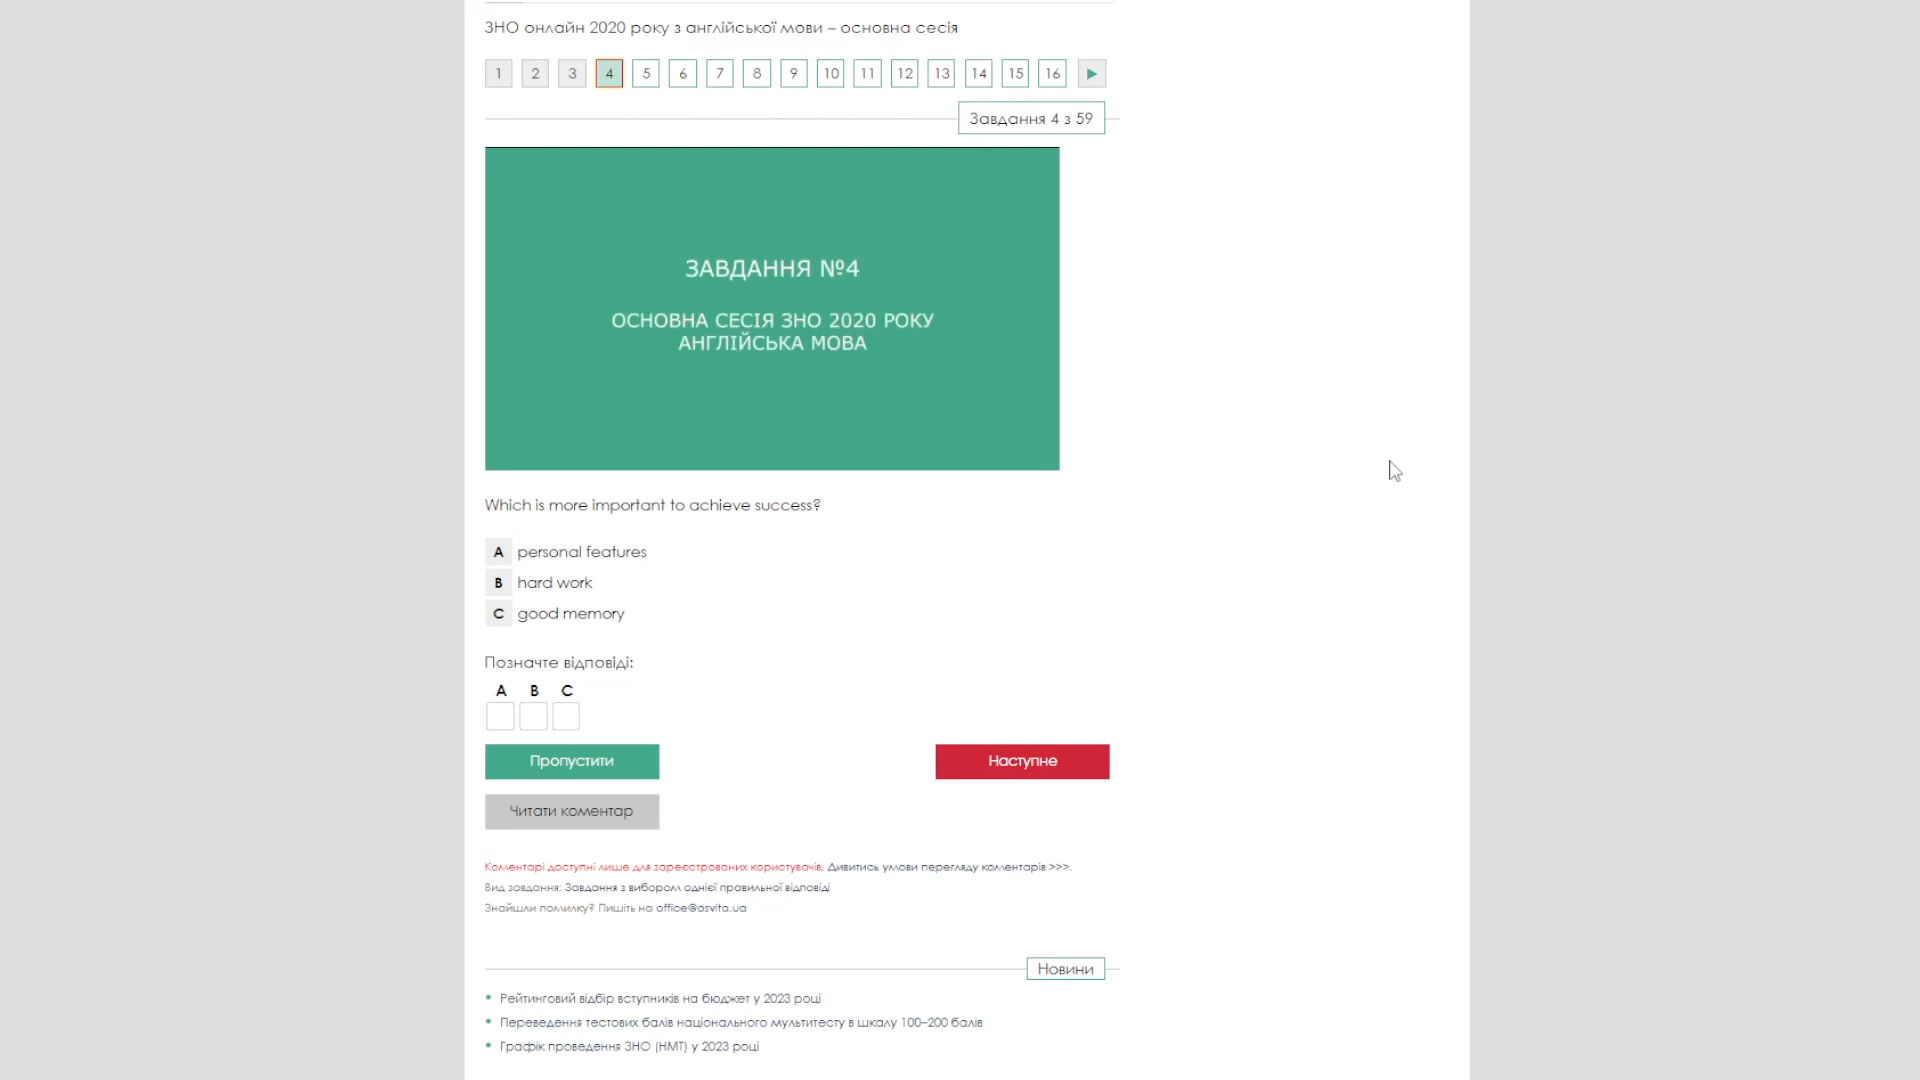 ЗНО онлайн 2020 року з англійської мови – основна сесія
1 2 3 4 5 6 7 8 9 10 11 12 13 14 15 16
Завдання 4 з 59
ЗАВДАННЯ №4
ОСНОВНА СЕСІЯ ЗНО 2020 РОКУ
АНГЛІЙСЬКА МОВА
Which is more important to achieve success?
A personal features
B hard work
C good memory
Позначте відповіді:
A B C
Пропустити
Наступне
Читати коментар
Коментарі доступні лише для зареєстрованих користувачів. Дивитись умови перегляду коментарів >>>.
Вид завдання: Завдання з вибором однієї правильної відповіді
Знайшли помилку? Пишіть на office@osvita.ua
Новини
Рейтинговий відбір вступників на бюджет у 2023 році
Переведення тестових балів національного мультитесту в шкалу 100–200 балів
Графік проведення ЗНО (НМТ) у 2023 році